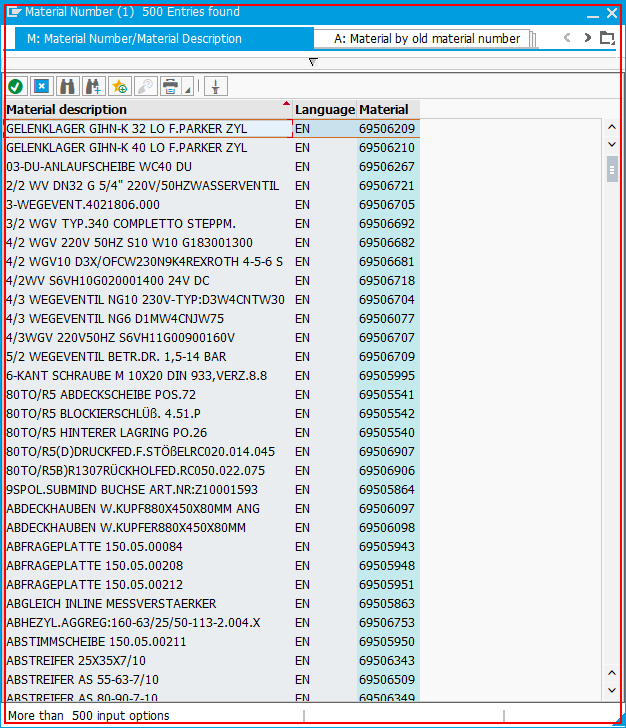 Material Number (1)  500 Entries found
M: Material Number/Material Description
A: Material by old material number
Material description Language Material
GELENKLAGER GIHN-K 32 LO F.PARKER ZYL EN 69506209
GELENKLAGER GIHN-K 40 LO F.PARKER ZYL EN 69506210
03-DU-ANLAUFSCHEIBE WC40 DU EN 69506267
2/2 WV DN32 G 5/4" 220V/50HZWASSERVENTIL EN 69506721
3-WEGEVENT.4021806.000 EN 69506705
3/2 WGV TYP.340 COMPLETTO STEPPM. EN 69506692
4/2 WGV 220V 50HZ S10 W10 G183001300 EN 69506682
4/2 WGV10 D3X/OFCW230N9K4REXROTH 4-5-6 S EN 69506681
4/2WV S6VH10G020001400 24V DC EN 69506718
4/3 WEGEVENTIL NG10 230V-TYP:D3W4CNTW30 EN 69506704
4/3 WEGEVENTIL NG6 D1MW4CNJW75 EN 69506077
4/3WGV 220V50HZ S6VH11G00900160V EN 69506707
5/2 WEGEVENTIL BETR.DR. 1,5-14 BAR EN 69506709
6-KANT SCHRAUBE M 10X20 DIN 933,VERZ.8.8 EN 69505995
80TO/R5 ABDECKSCHEIBE POS.72 EN 69505541
80TO/R5 BLOCKIERSCHLÜß. 4.51.P EN 69505542
80TO/R5 HINTERER LAGRING PO.26 EN 69505540
80TO/R5(D)DRUCKFED.F.STÖßELRC020.014.045 EN 69506907
80TO/R5B)R1307RÜCKHOLFED.RC050.022.075 EN 69506906
9SPOL.SUBMIND BUCHSE ART.NR:Z10001593 EN 69505864
ABDECKHAUBEN W.KUPF880X450X80MM ANG EN 69506097
ABDECKHAUBEN W.KUPFER880X450X80MM EN 69506098
ABFRAGEPLATTE 150.05.00084 EN 69505943
ABFRAGEPLATTE 150.05.00208 EN 69505948
ABFRAGEPLATTE 150.05.00212 EN 69505951
ABGLEICH INLINE MESSVERSTAERKER EN 69505863
ABHEZYL.AGGREG:160-63/25/50-113-2.004.X EN 69506753
ABSTIMMSCHEIBE 150.05.00211 EN 69505950
ABSTREIFER 25X35X7/10 EN 69506343
ABSTREIFER AS 55-63-7/10 EN 69506509
ABSTREIFER AS 80-90-7-10 EN 69506349
More than  500 input options